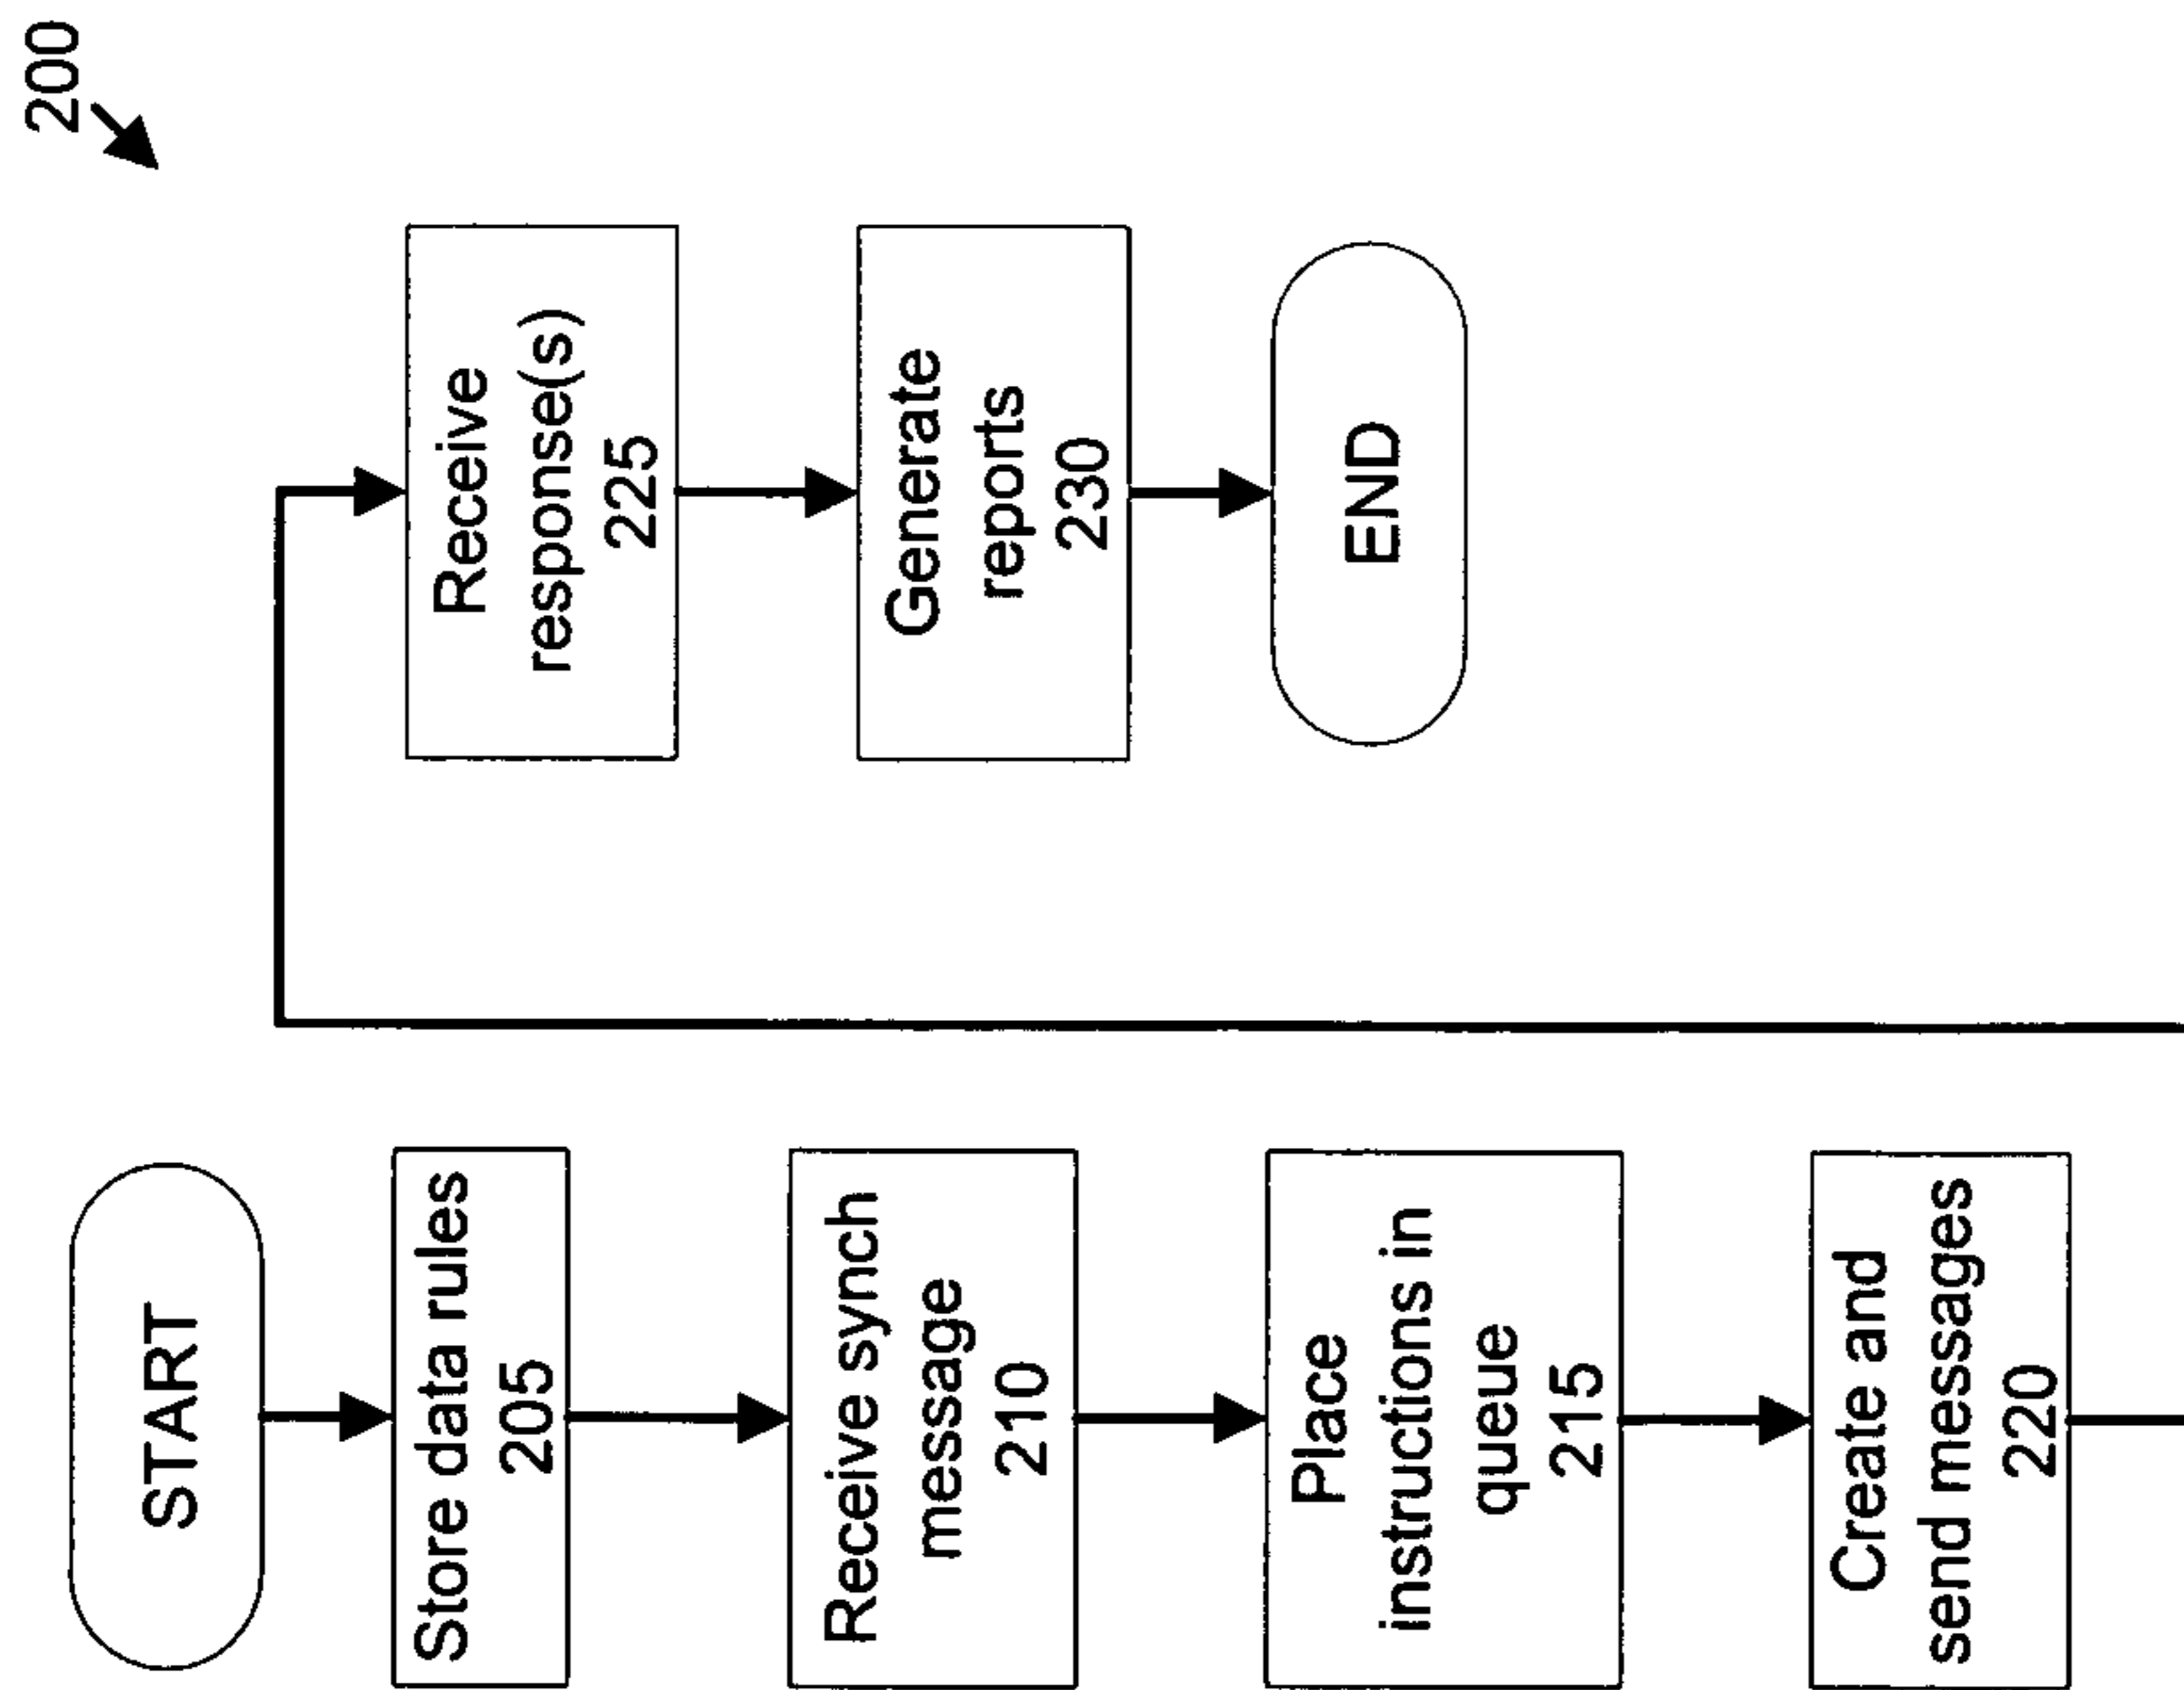 200
START
Store data rules
205
Receive synch
message
210
Place
instructions in
queue
215
Create and
send messages
220
Receive
response(s)
225
Generate
reports
230
END